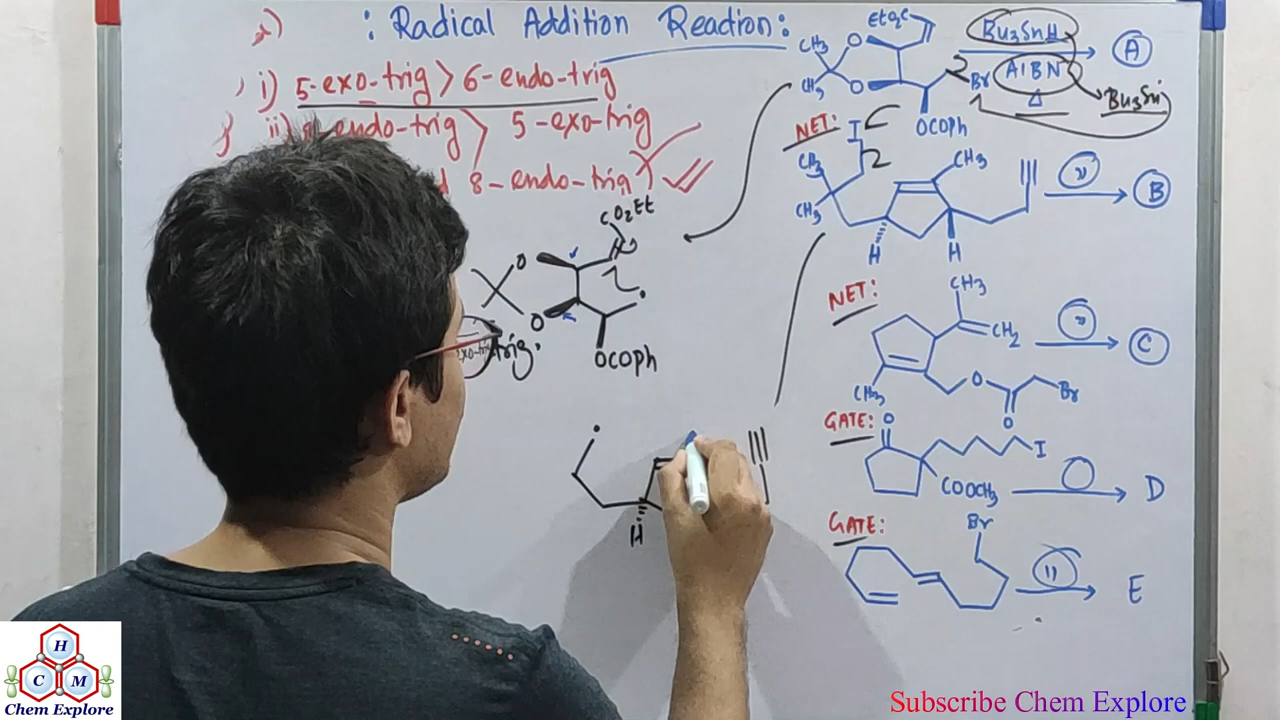 : Radical Addition Reaction:
i) 5-exo-trig > 6-endo-trig
ii) endo-trig > 5-exo-trig
8-endo-trig
EtO₂C
CH₃
O
CH₃
O
Br
OCOPh
Bu₃SnH
AIBN
Δ
Bu₃Sn
A
NET:
I
CH₃
CH₃
CH₃
H
H
"
B
CO₂Et
O
O
OCOPh
trig.
NET:
CH₃
CH₂
CH₃
O
O
Br
"
C
H
GATE:
O
I
COOCH₃
D
GATE:
Br
"
E
H
C M
Chem Explore
Subscribe Chem Explore